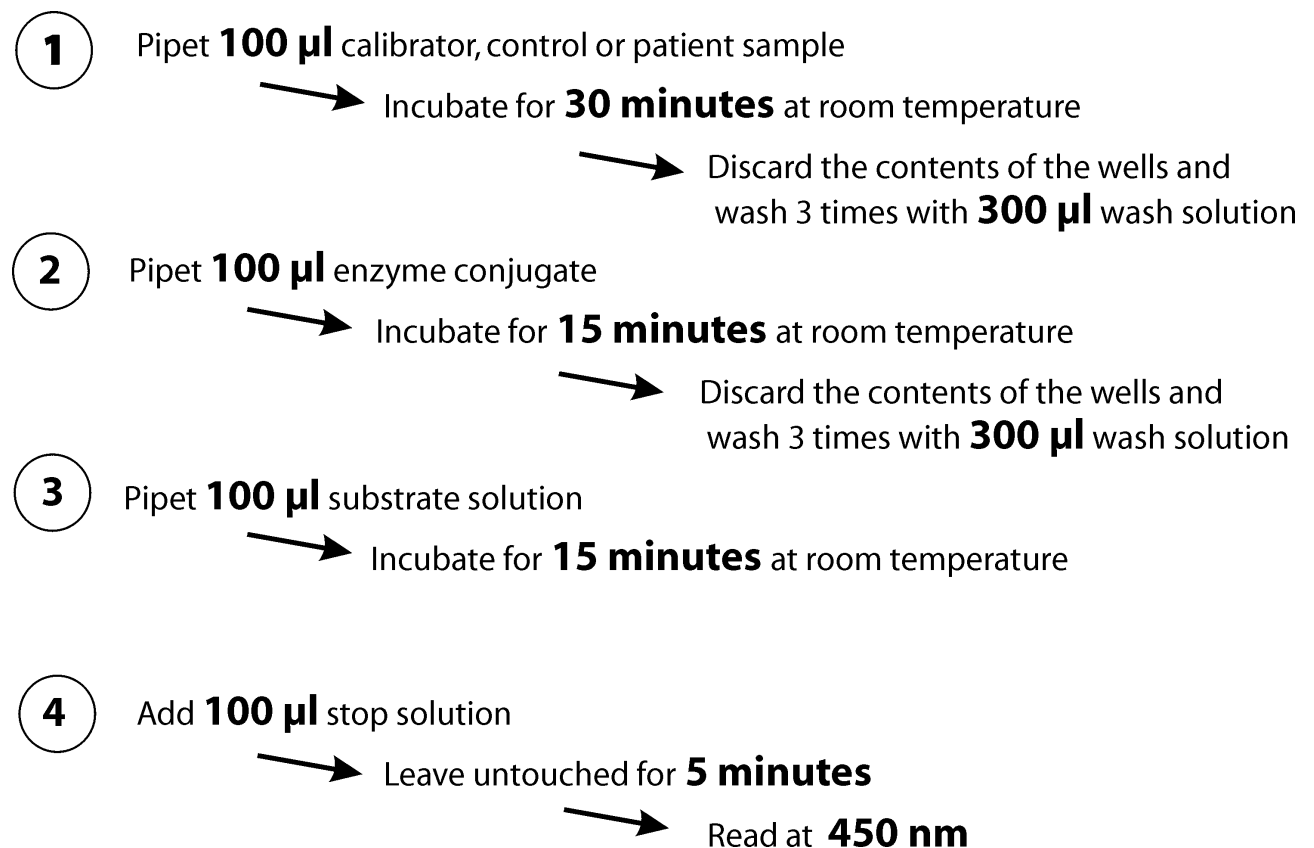 1 Pipet 100 µl calibrator, control or patient sample
Incubate for 30 minutes at room temperature
Discard the contents of the wells and
wash 3 times with 300 µl wash solution
2 Pipet 100 µl enzyme conjugate
Incubate for 15 minutes at room temperature
Discard the contents of the wells and
wash 3 times with 300 µl wash solution
3 Pipet 100 µl substrate solution
Incubate for 15 minutes at room temperature
4 Add 100 µl stop solution
Leave untouched for 5 minutes
Read at 450 nm